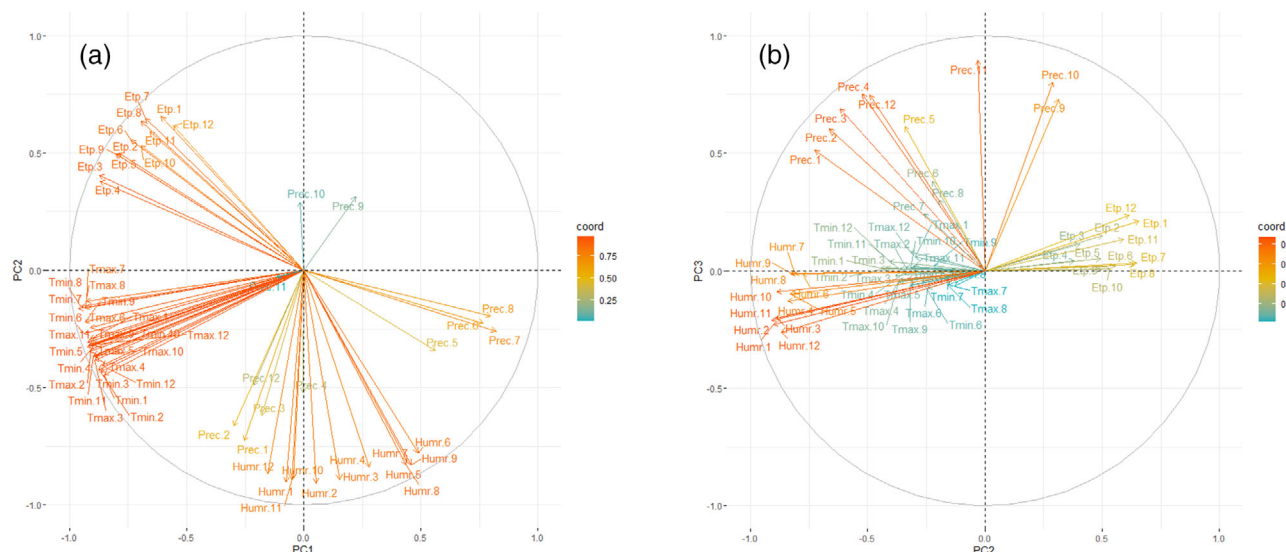 (a)
1.0
0.5
0.0
-0.5
-1.0
PC2
Etp.7
Etp.8
Etp.1
Etp.12
Etp.6
Etp.2
Etp.11
Etp.9
Etp.5
Etp.10
Etp.3
Etp.4
Prec.10
Prec.9
Tmax.7
Tmin.8
Tmax.8
Tmin.7
Tmin.9
Tmin.6
Tmax.6
Tmax.11
Tmin.10
Tmax.12
Tmin.5
Tmax.10
Tmin.4
Tmax.4
Tmax.2
Tmin.3
Tmin.12
Tmin.11
Tmin.1
Tmax.3
Tmin.2
Prec.8
Prec.6
Prec.7
Prec.5
Prec.12
Prec.4
Prec.3
Prec.2
Prec.1
Humr.12
Humr.10
Humr.4
Humr.7
Humr.6
Humr.9
Humr.1
Humr.2
Humr.3
Humr.5
Humr.8
Humr.11
-1.0
-0.5
0.0
0.5
1.0
PC1
coord
0.75
0.50
0.25
(b)
1.0
0.5
0.0
-0.5
-1.0
PC3
Prec.11
Prec.10
Prec.4
Prec.12
Prec.9
Prec.3
Prec.5
Prec.2
Prec.1
Prec.6
Prec.8
Prec.7
Tmin.12
Tmax.12
Tmax.1
Tmin.11
Tmax.2
Tmin.10
Tmin.9
Tmin.1
Tmin.3
Tmax.11
Etp.12
Etp.1
Etp.3
Etp.2
Etp.11
Etp.4
Etp.5
Etp.6
Etp.7
Etp.8
Etp.10
Humr.7
Humr.9
Humr.8
Humr.10
Humr.6
Humr.11
Humr.4
Humr.5
Humr.2
Humr.3
Humr.1
Humr.12
Tmax.5
Tmin.7
Tmax.7
Tmax.4
Tmax.6
Tmax.8
Tmax.10
Tmax.9
Tmin.6
-1.0
-0.5
0.0
0.5
1.0
PC2
coord